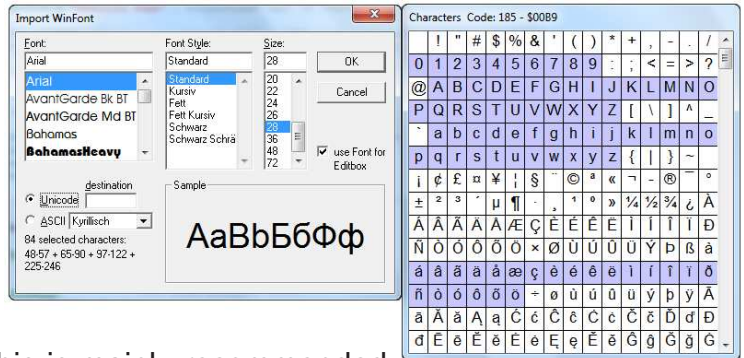 Import WinFont
Font:
Arial
Arial
AvantGarde Bk BT
AvantGarde Md BT
Bahamas
BahamasHeavy
Font Style:
Standard
Standard
Kursiv
Fett
Fett Kursiv
Schwarz
Schwarz Schrä
Size:
28
20
22
24
26
28
36
48
72
OK
Cancel
use Font for
Editbox
destination
Unicode
ASCII Kyrillisch
84 selected characters:
48-57 + 65-90 + 97-122 +
225-246
Sample
AaBbБбФф
Characters Code: 185 - $00B9
! " # $ % & ' ( ) * + , - . /
0 1 2 3 4 5 6 7 8 9 : ; < = > ?
@ A B C D E F G H I J K L M N O
P Q R S T U V W X Y Z [ \ ] ^ _
` a b c d e f g h i j k l m n o
p q r s t u v w x y z { | } ~
¡ ¢ £ ¤ ¥ ¦ § ¨ © ª « ¬ - ® ¯ °
± ² ³ ´ µ ¶ · ¸ ¹ º » ¼ ½ ¾ ¿ À
Á Â Ã Ä Å Æ Ç È É Ê Ë Ì Í Î Ï Ð
Ñ Ò Ó Ô Õ Ö × Ø Ù Ú Û Ü Ý Þ ß à
á â ã ä å æ ç è é ê ë ì í î ï ð
ñ ò ó ô õ ö ÷ ø ù ú û ü ý þ ÿ Ā
ā Ă ă Ą ą Ć ć Ĉ ĉ Ċ ċ Č č Ď ď Đ
đ Ē ē Ĕ ĕ Ė ė Ę ę Ě ě Ĝ ĝ Ğ ğ Ġ